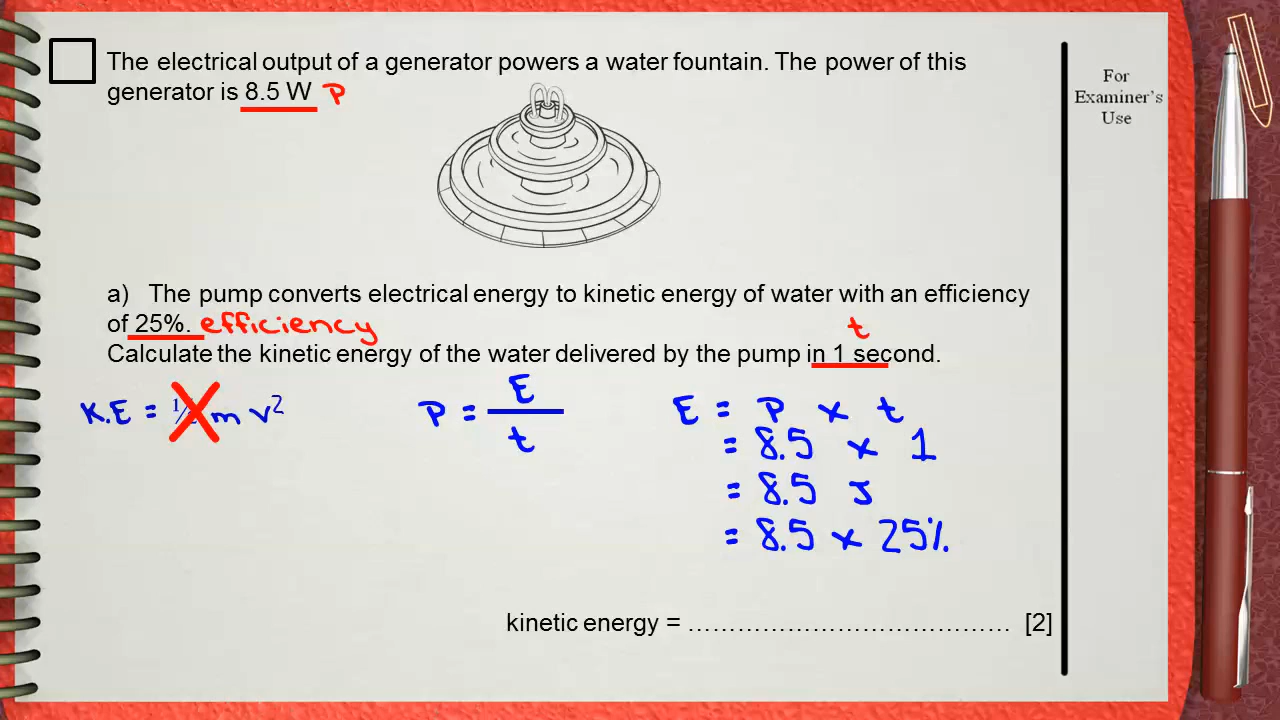 The electrical output of a generator powers a water fountain. The power of this
generator is 8.5 W P
For
Examiner's
Use
a) The pump converts electrical energy to kinetic energy of water with an efficiency
of 25%. efficiency
t
Calculate the kinetic energy of the water delivered by the pump in 1 second.
K.E = 1/2 m v²
P = E / t
E = P x t
= 8.5 x 1
= 8.5 J
= 8.5 x 25%
kinetic energy = ………………………………… [2]